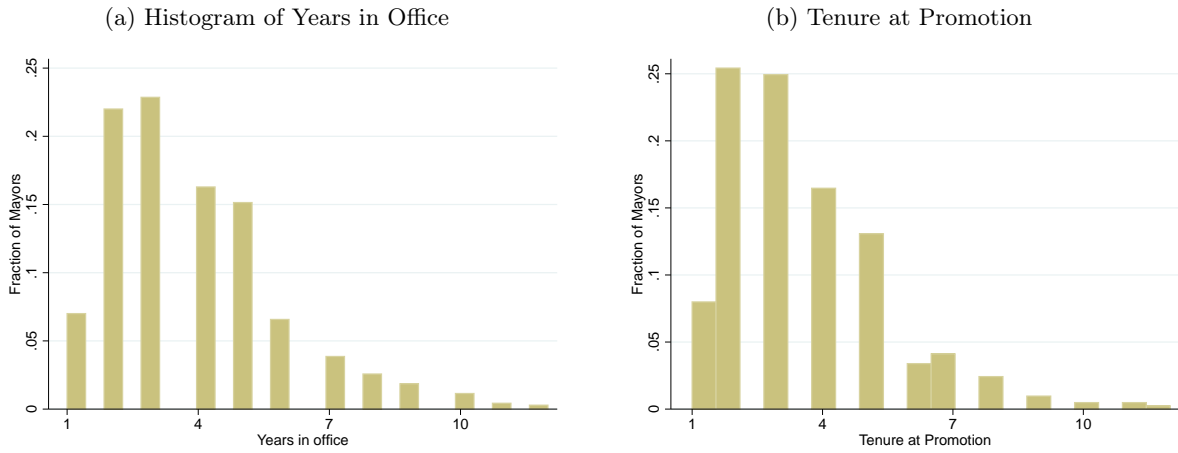 (a) Histogram of Years in Office
.25
.2
.15
.1
.05
0
Fraction of Mayors
1 4 7 10
Years in office
(b) Tenure at Promotion
.25
.2
.15
.1
.05
0
Fraction of Mayors
1 4 7 10
Tenure at Promotion